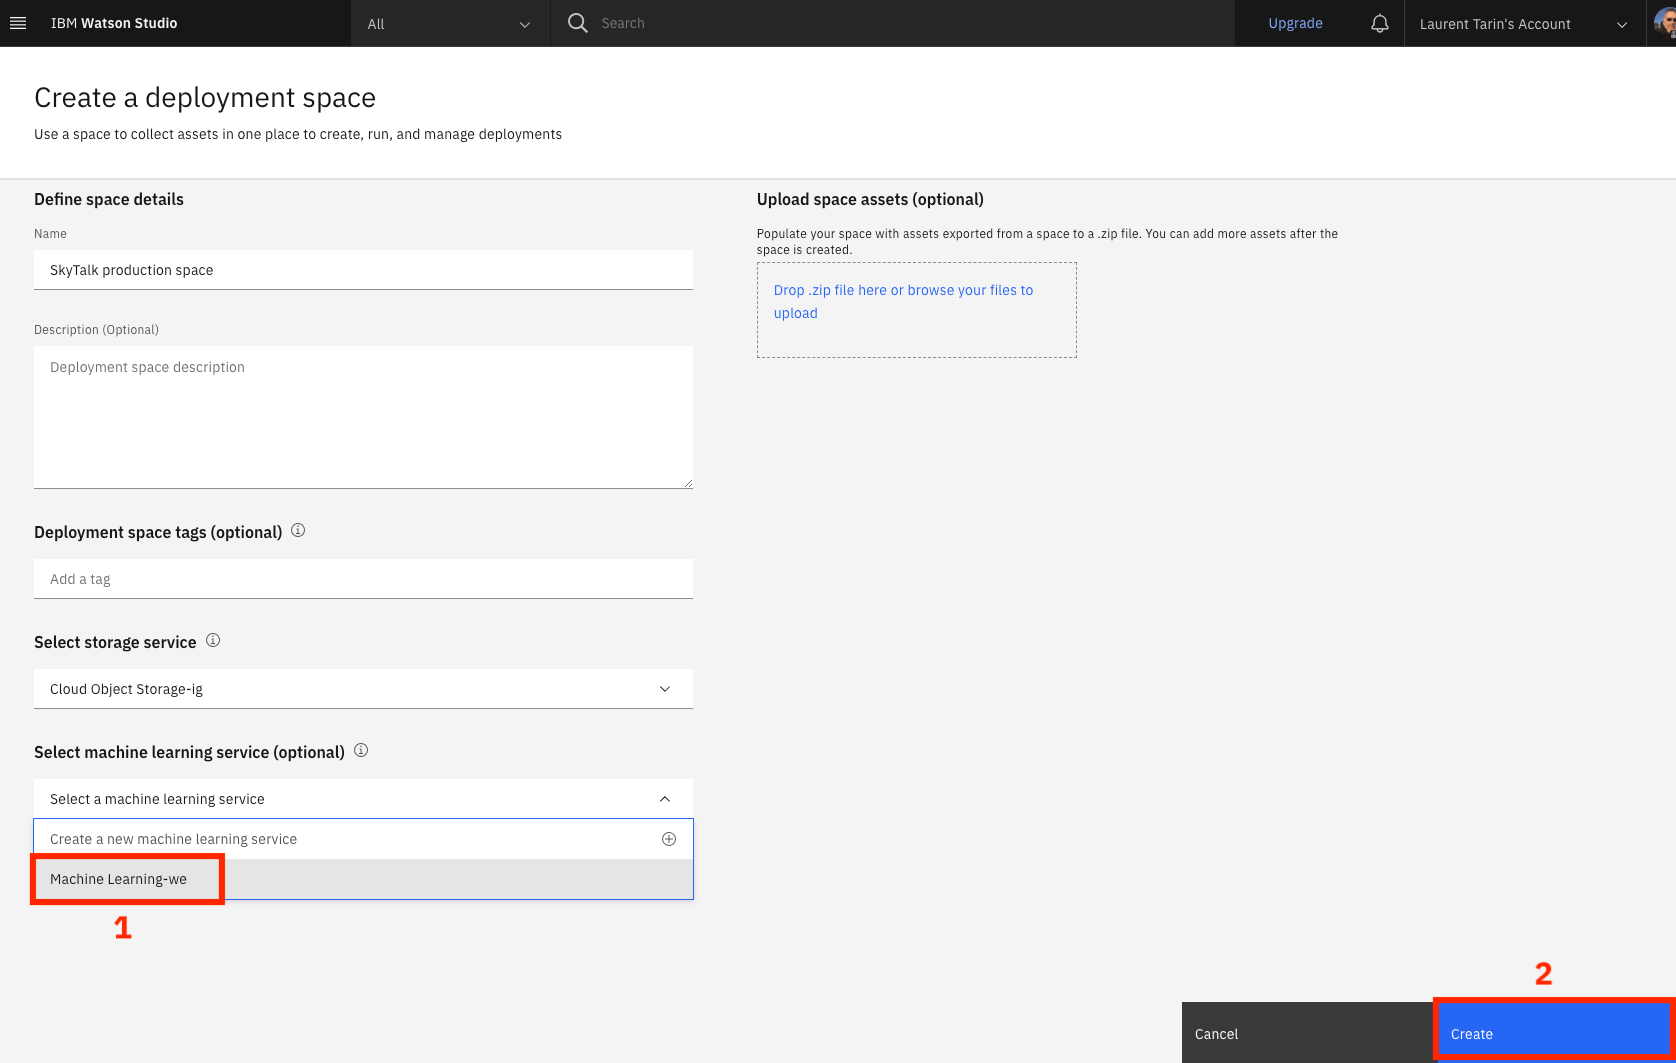 IBM Watson Studio
All
Search
Upgrade
Laurent Tarin's Account
Create a deployment space
Use a space to collect assets in one place to create, run, and manage deployments
Define space details
Name
SkyTalk production space
Description (Optional)
Deployment space description
Deployment space tags (optional)
Add a tag
Select storage service
Cloud Object Storage-ig
Select machine learning service (optional)
Select a machine learning service
Create a new machine learning service
Machine Learning-we
1
Upload space assets (optional)
Populate your space with assets exported from a space to a .zip file. You can add more assets after the
space is created.
Drop .zip file here or browse your files to
upload
2
Cancel
Create